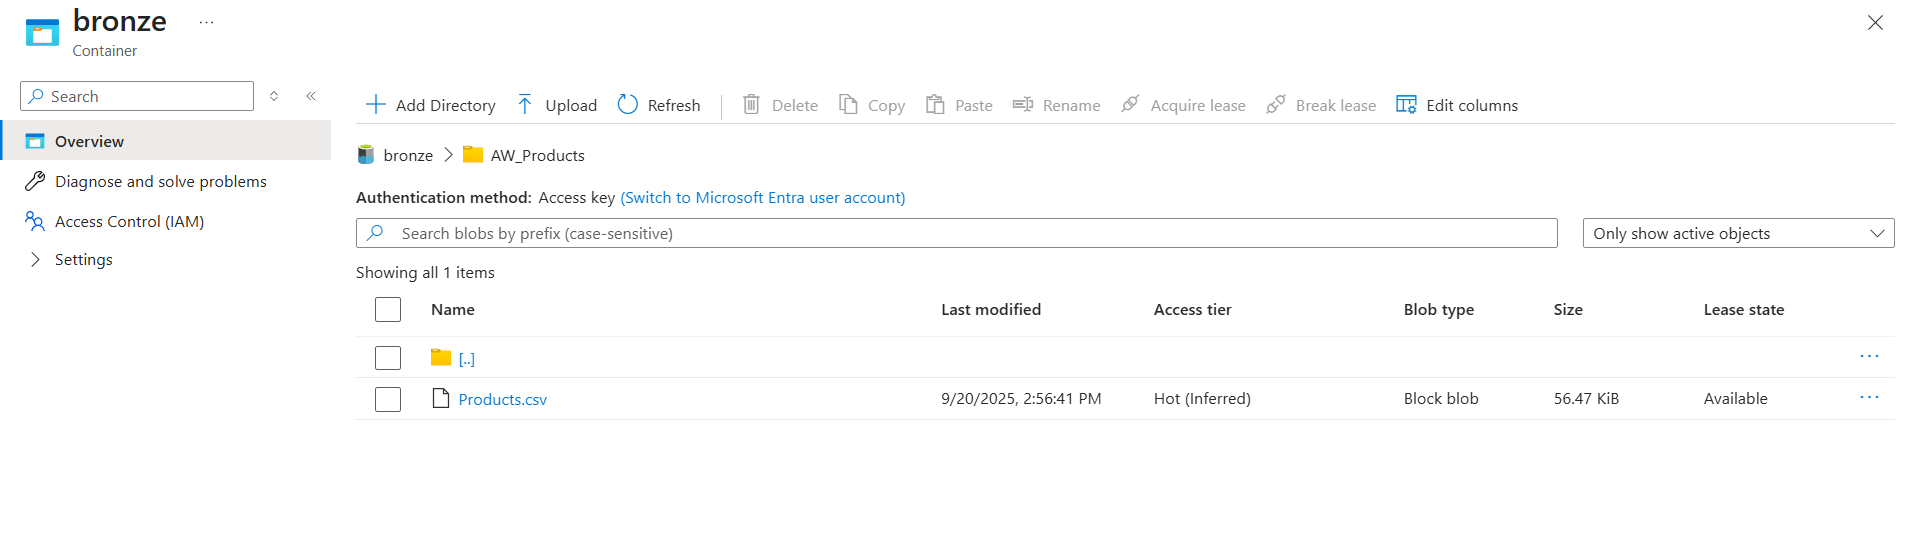 bronze ...
Container
Search
Add Directory Upload Refresh Delete Copy Paste Rename Acquire lease Break lease Edit columns
Overview
Diagnose and solve problems
Access Control (IAM)
Settings
bronze > AW_Products
Authentication method: Access key (Switch to Microsoft Entra user account)
Search blobs by prefix (case-sensitive)
Only show active objects
Showing all 1 items
Name Last modified Access tier Blob type Size Lease state
[..] ...
Products.csv 9/20/2025, 2:56:41 PM Hot (Inferred) Block blob 56.47 KiB Available ...